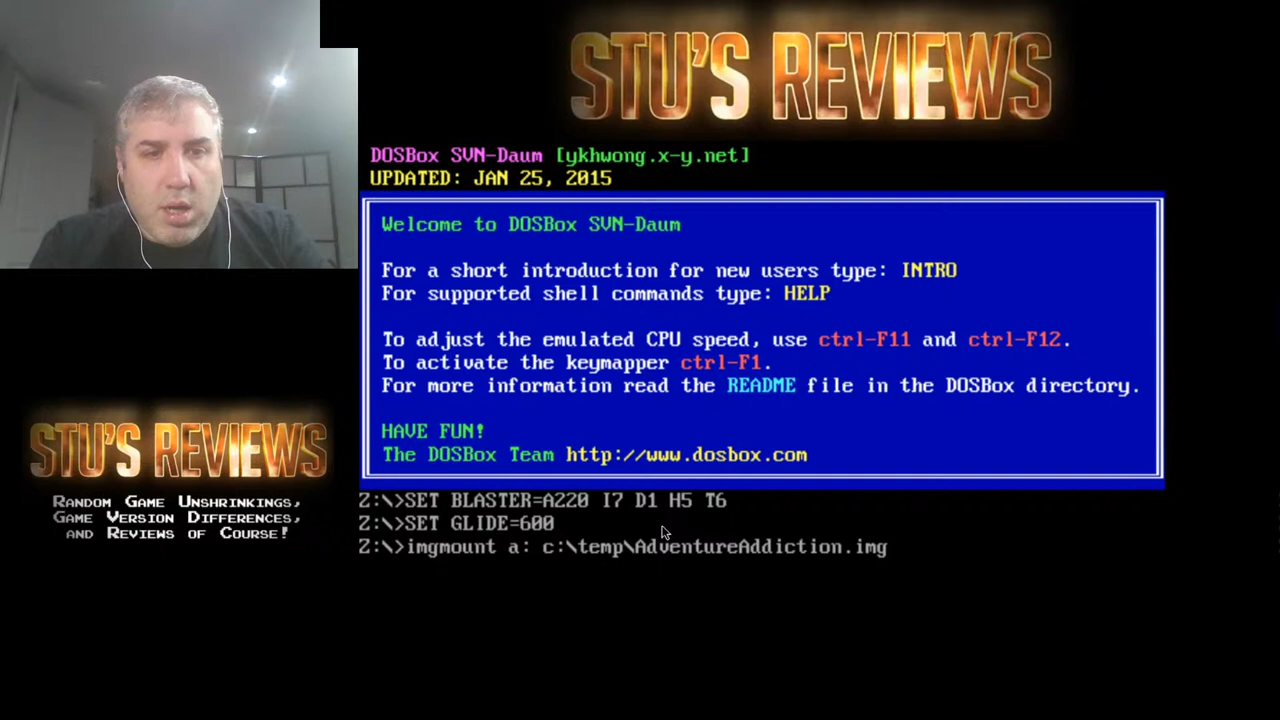 STU'S REVIEWS
DOSBox SVN-Daum [ykhwong.x-y.net]
UPDATED: JAN 25, 2015
Welcome to DOSBox SVN-Daum
For a short introduction for new users type: INTRO
For supported shell commands type: HELP
To adjust the emulated CPU speed, use ctrl-F11 and ctrl-F12.
To activate the keymapper ctrl-F1.
For more information read the README file in the DOSBox directory.
HAVE FUN!
The DOSBox Team http://www.dosbox.com
Z:\>SET BLASTER=A220 I7 D1 H5 T6
Z:\>SET GLIDE=600
Z:\>imgmount a: c:\temp\AdventureAddiction.img
STU'S REVIEWS
Random Game Unshrinkings,
Game Version Differences,
and Reviews of Course!